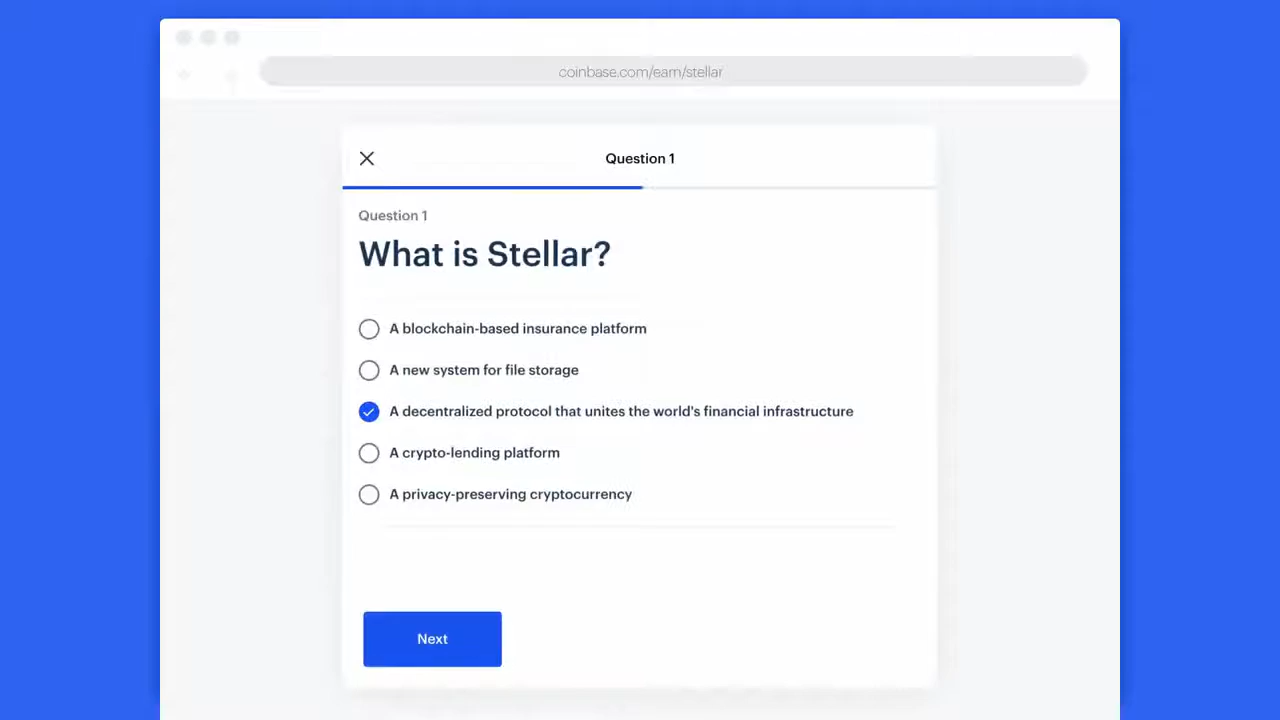 coinbase.com/earn/stellar
Question 1
Question 1
What is Stellar?
A blockchain-based insurance platform
A new system for file storage
A decentralized protocol that unites the world's financial infrastructure
A crypto-lending platform
A privacy-preserving cryptocurrency
Next